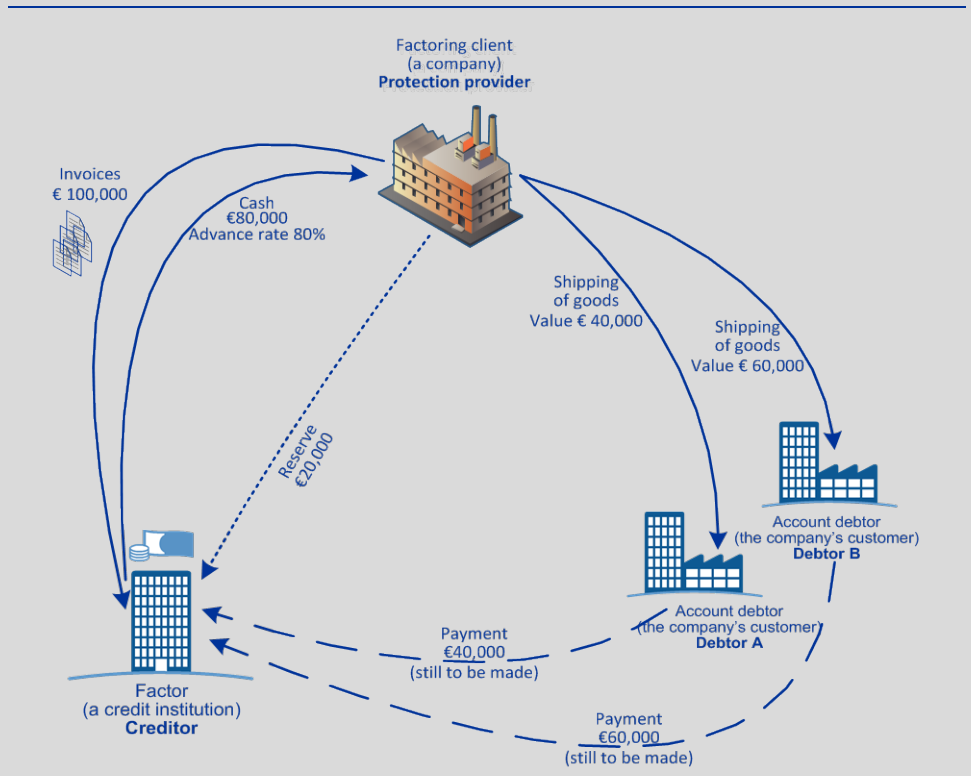 Factoring client
(a company)
Protection provider
Invoices
€ 100,000
Cash
€80,000
Advance rate 80%
Shipping
of goods
Value € 40,000
Shipping
of goods
Value € 60,000
Reserve
€20,000
Account debtor
(the company's customer)
Debtor B
Account debtor
(the company's customer)
Debtor A
Payment
€40,000
(still to be made)
Factor
(a credit institution)
Creditor
Payment
€60,000
(still to be made)